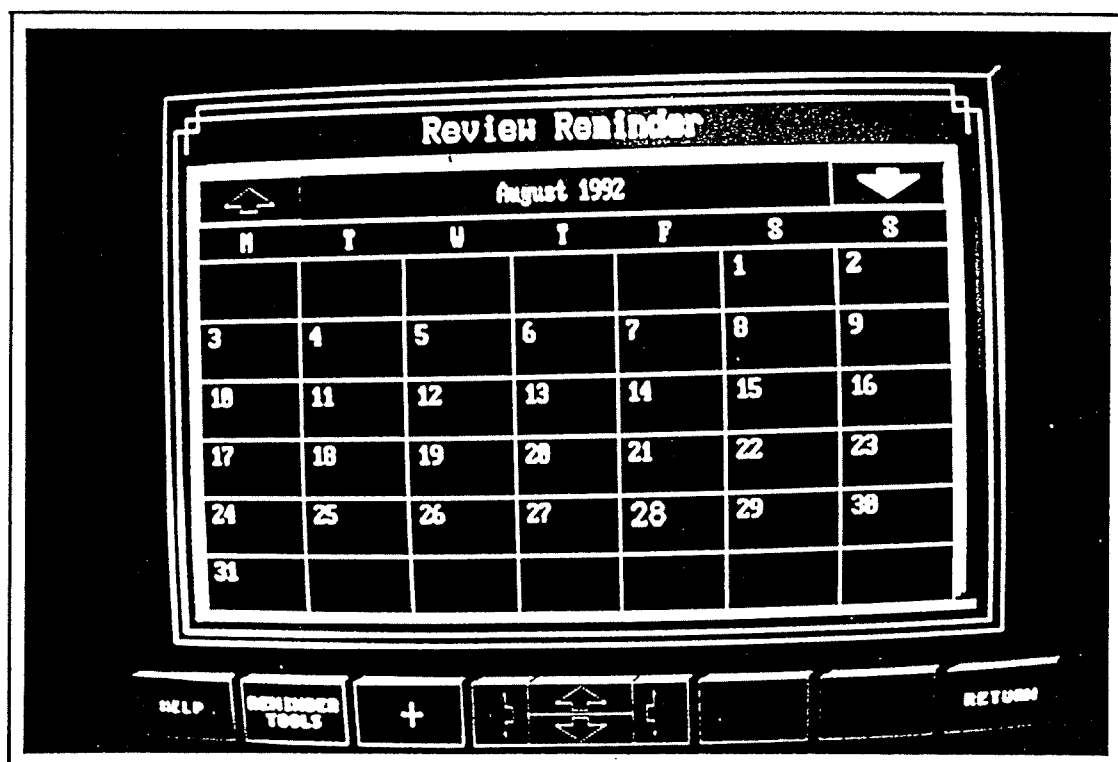 Review Reminder
August 1992
M T W T F S S
1 2
3 4 5 6 7 8 9
10 11 12 13 14 15 16
17 18 19 20 21 22 23
24 25 26 27 28 29 30
31
HELP REMINDER TOOLS + RETURN